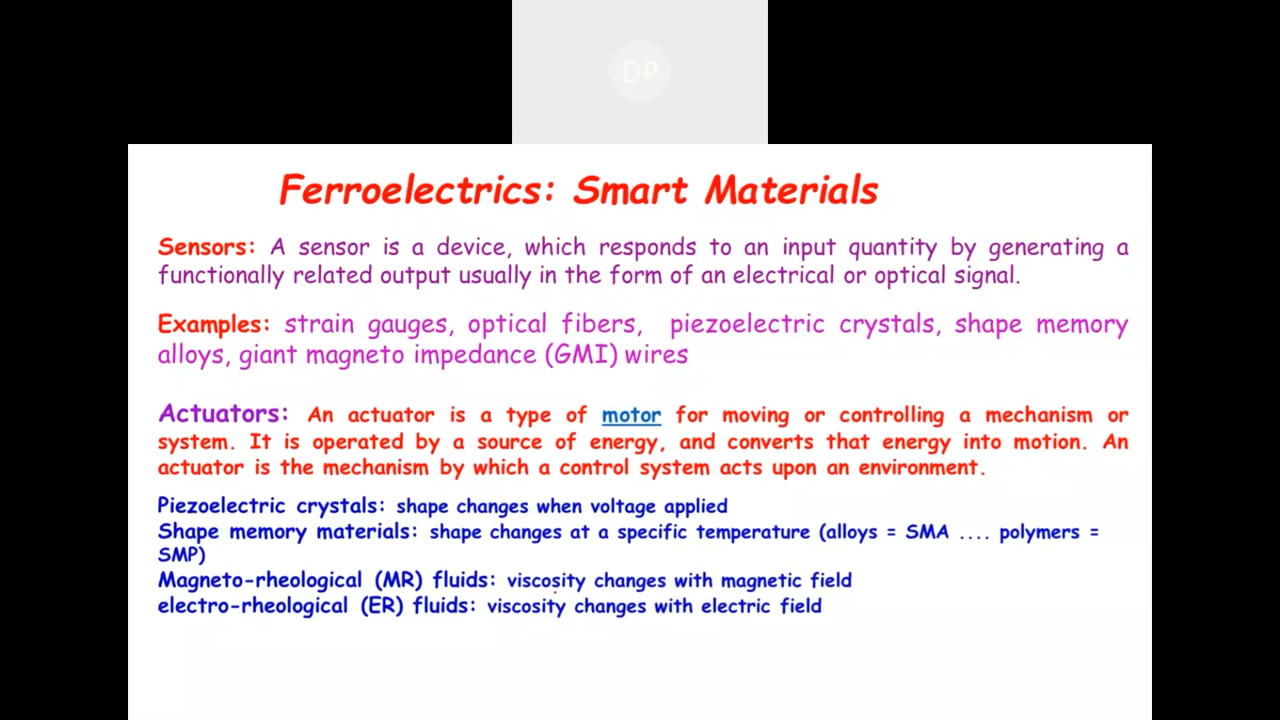 DP
Ferroelectrics: Smart Materials
Sensors: A sensor is a device, which responds to an input quantity by generating a
functionally related output usually in the form of an electrical or optical signal.
Examples: strain gauges, optical fibers, piezoelectric crystals, shape memory
alloys, giant magneto impedance (GMI) wires
Actuators: An actuator is a type of motor for moving or controlling a mechanism or
system. It is operated by a source of energy, and converts that energy into motion. An
actuator is the mechanism by which a control system acts upon an environment.
Piezoelectric crystals: shape changes when voltage applied
Shape memory materials: shape changes at a specific temperature (alloys = SMA .... polymers =
SMP)
Magneto-rheological (MR) fluids: viscosity changes with magnetic field
electro-rheological (ER) fluids: viscosity changes with electric field